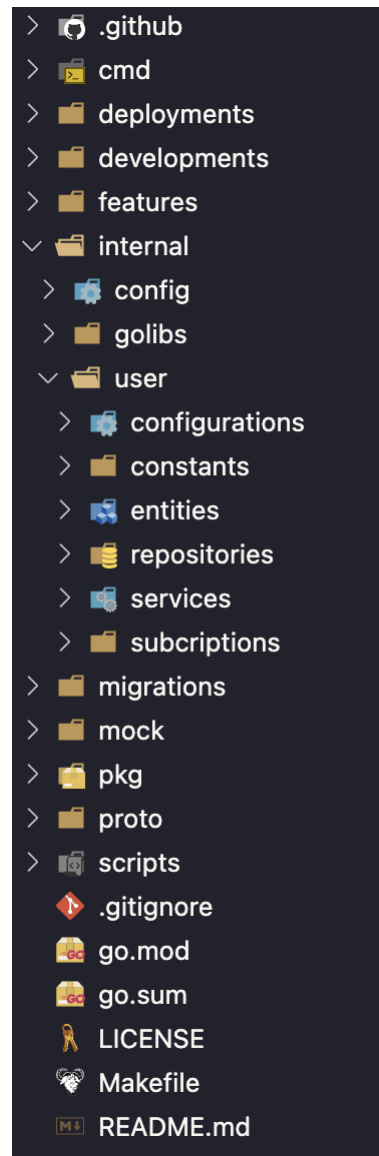 .github
cmd
deployments
developments
features
internal
config
golibs
user
configurations
constants
entities
repositories
services
subcriptions
migrations
mock
pkg
proto
scripts
.gitignore
go.mod
go.sum
LICENSE
Makefile
README.md